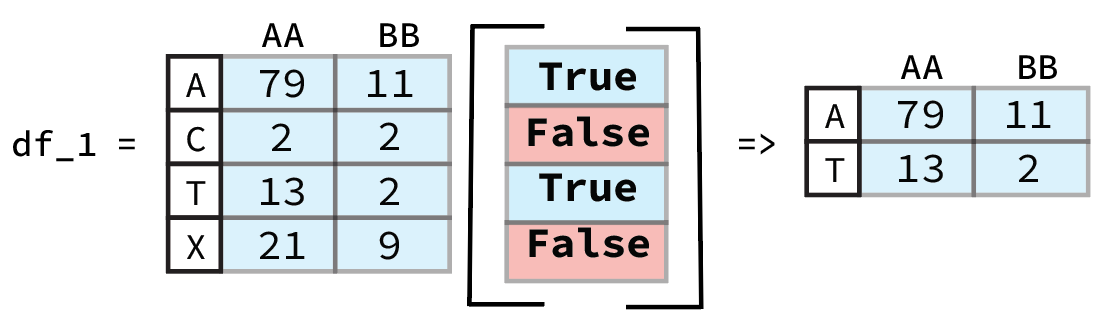 AA BB
df_1 =
A 79 11
C 2 2
T 13 2
X 21 9
True
False
True
False
=>
AA BB
A 79 11
T 13 2